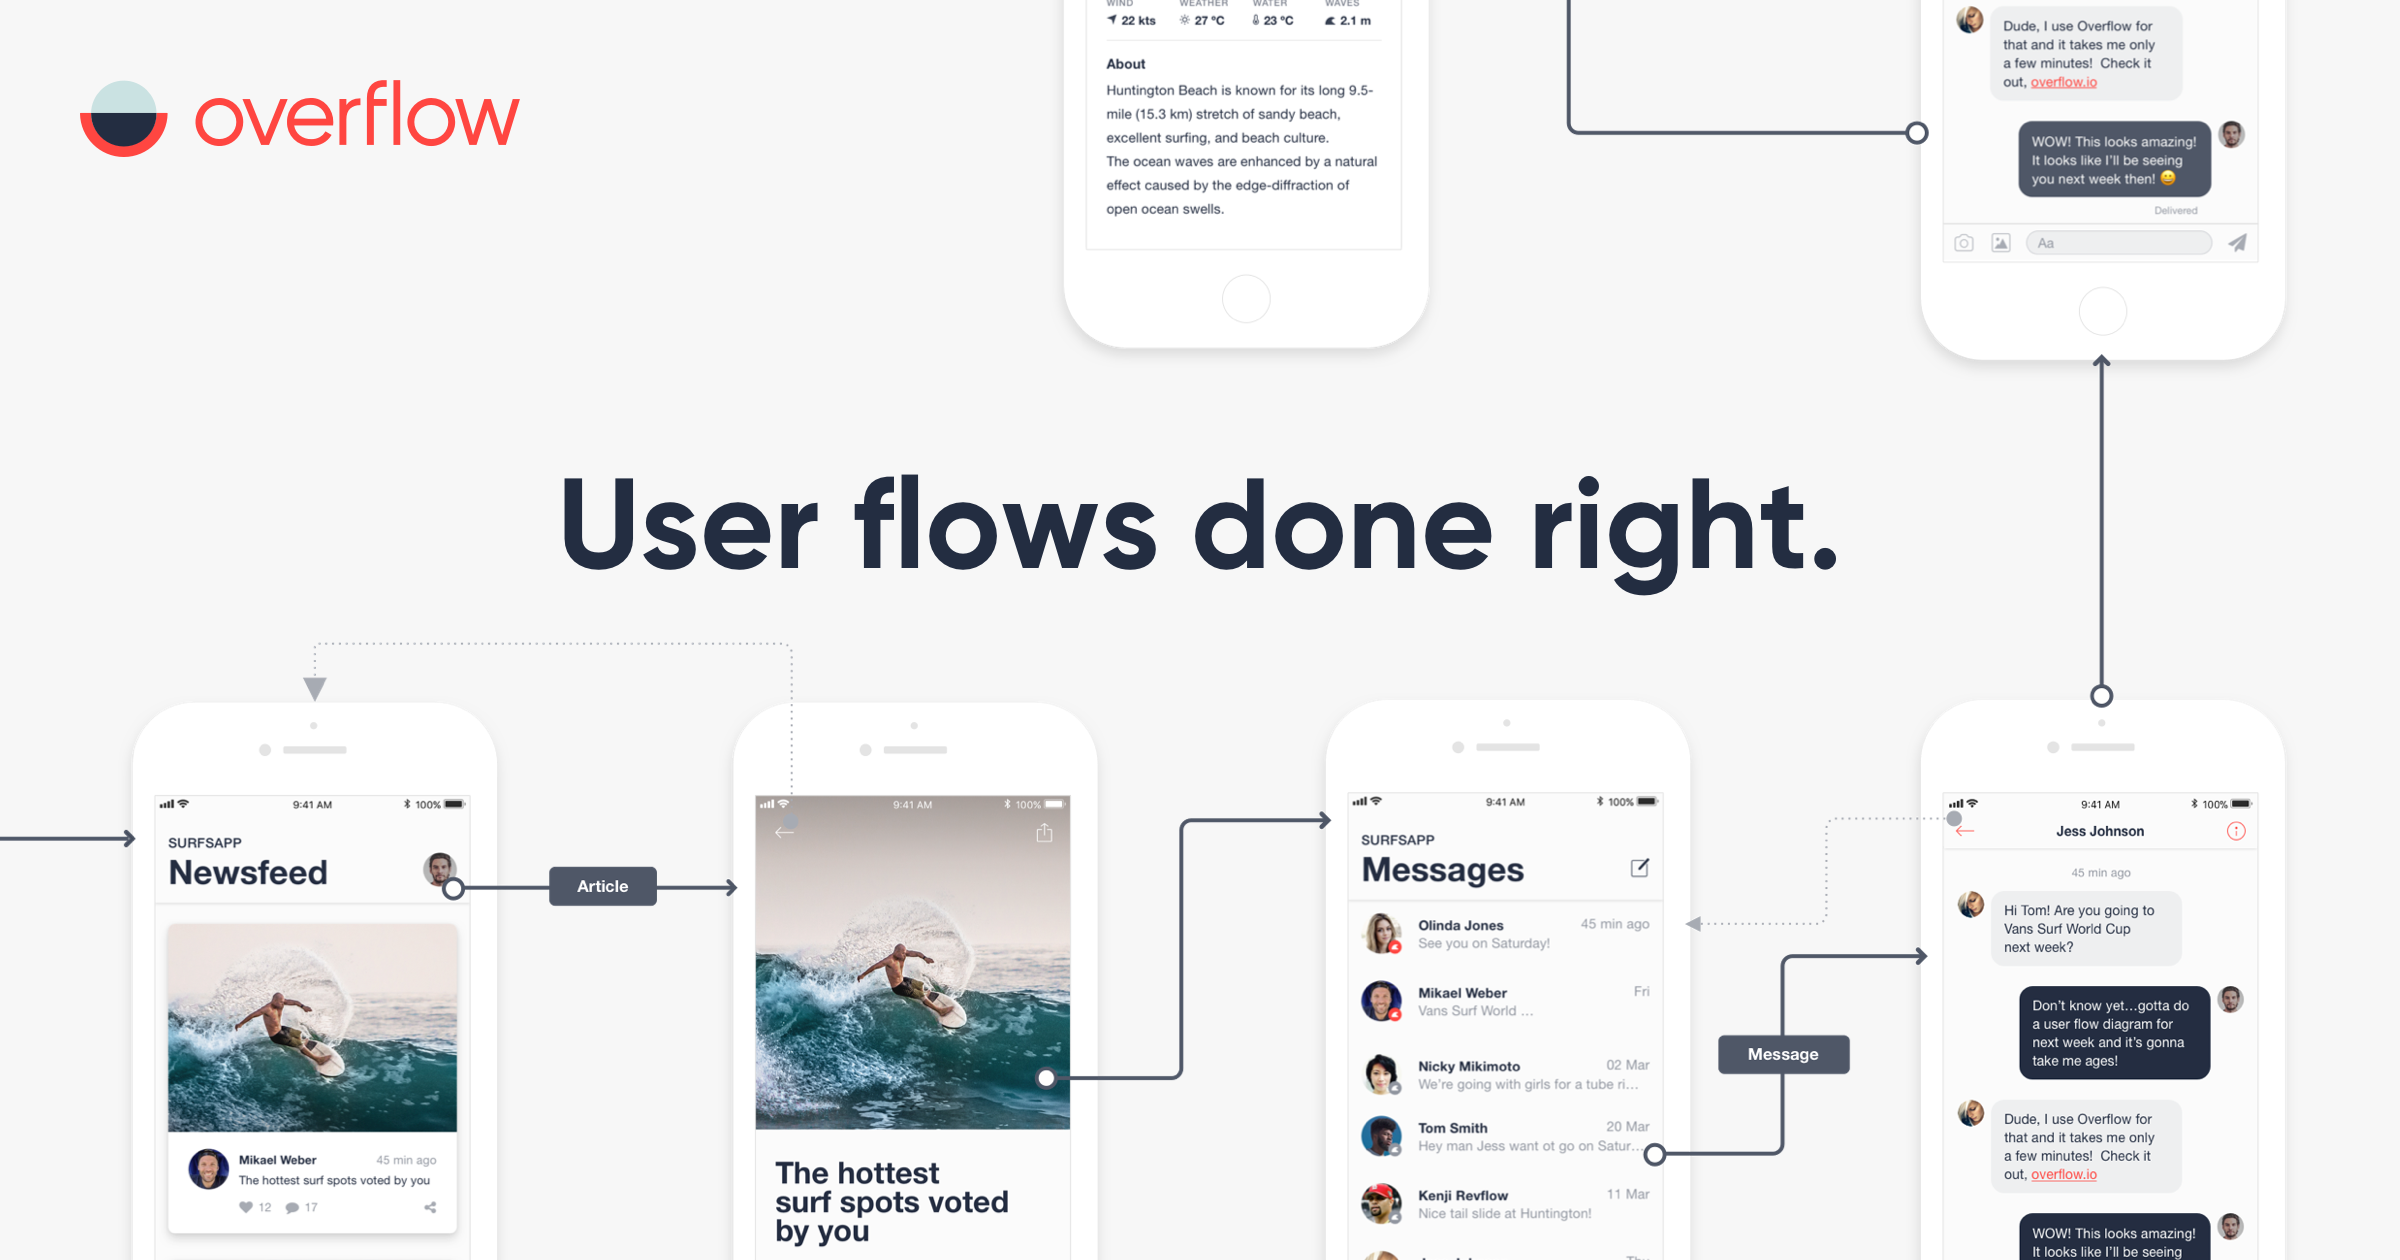 overflow
WIND WEATHER WATER WAVES
22 kts 27 °C 23 °C 2.1 m
About
Huntington Beach is known for its long 9.5-
mile (15.3 km) stretch of sandy beach,
excellent surfing, and beach culture.
The ocean waves are enhanced by a natural
effect caused by the edge-diffraction of
open ocean swells.
Dude, I use Overflow for
that and it takes me only
a few minutes! Check it
out, overflow.io
WOW! This looks amazing!
It looks like I'll be seeing
you next week then! 😄
Delivered
Aa
User flows done right.
9:41 AM 100%
SURFSAPP
Newsfeed
Mikael Weber 45 min ago
The hottest surf spots voted by you
12 17
Article
9:41 AM 100%
The hottest
surf spots voted
by you
9:41 AM 100%
SURFSAPP
Messages
Olinda Jones 45 min ago
See you on Saturday!
Mikael Weber Fri
Vans Surf World ...
Nicky Mikimoto 02 Mar
We're going with girls for a tube ri...
Tom Smith 20 Mar
Hey man Jess want ot go on Satur...
Kenji Revflow 11 Mar
Nice tail slide at Huntington!
Message
9:41 AM 100%
Jess Johnson
45 min ago
Hi Tom! Are you going to
Vans Surf World Cup
next week?
Don't know yet...gotta do
a user flow diagram for
next week and it's gonna
take me ages!
Dude, I use Overflow for
that and it takes me only
a few minutes! Check it
out, overflow.io
WOW! This looks amazing!
It looks like I'll be seeing